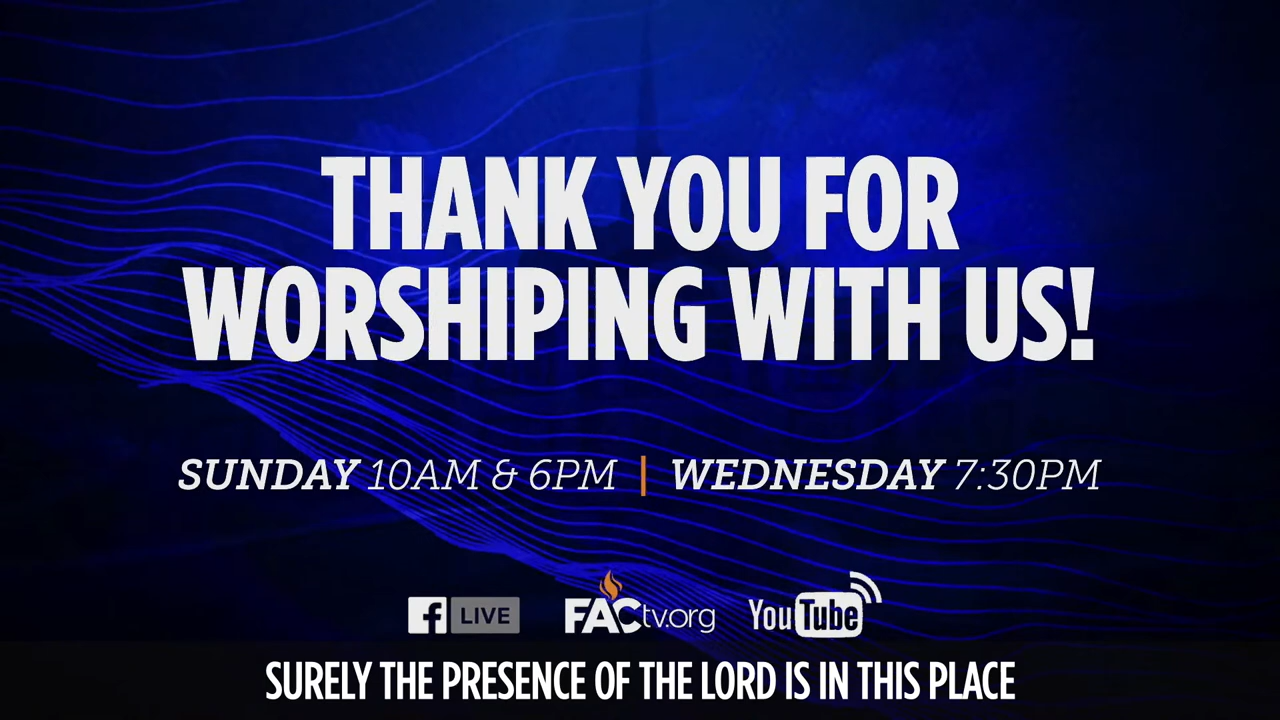 THANK YOU FOR
WORSHIPING WITH US!
SUNDAY 10AM & 6PM | WEDNESDAY 7:30PM
f LIVE FACtv.org YouTube
SURELY THE PRESENCE OF THE LORD IS IN THIS PLACE